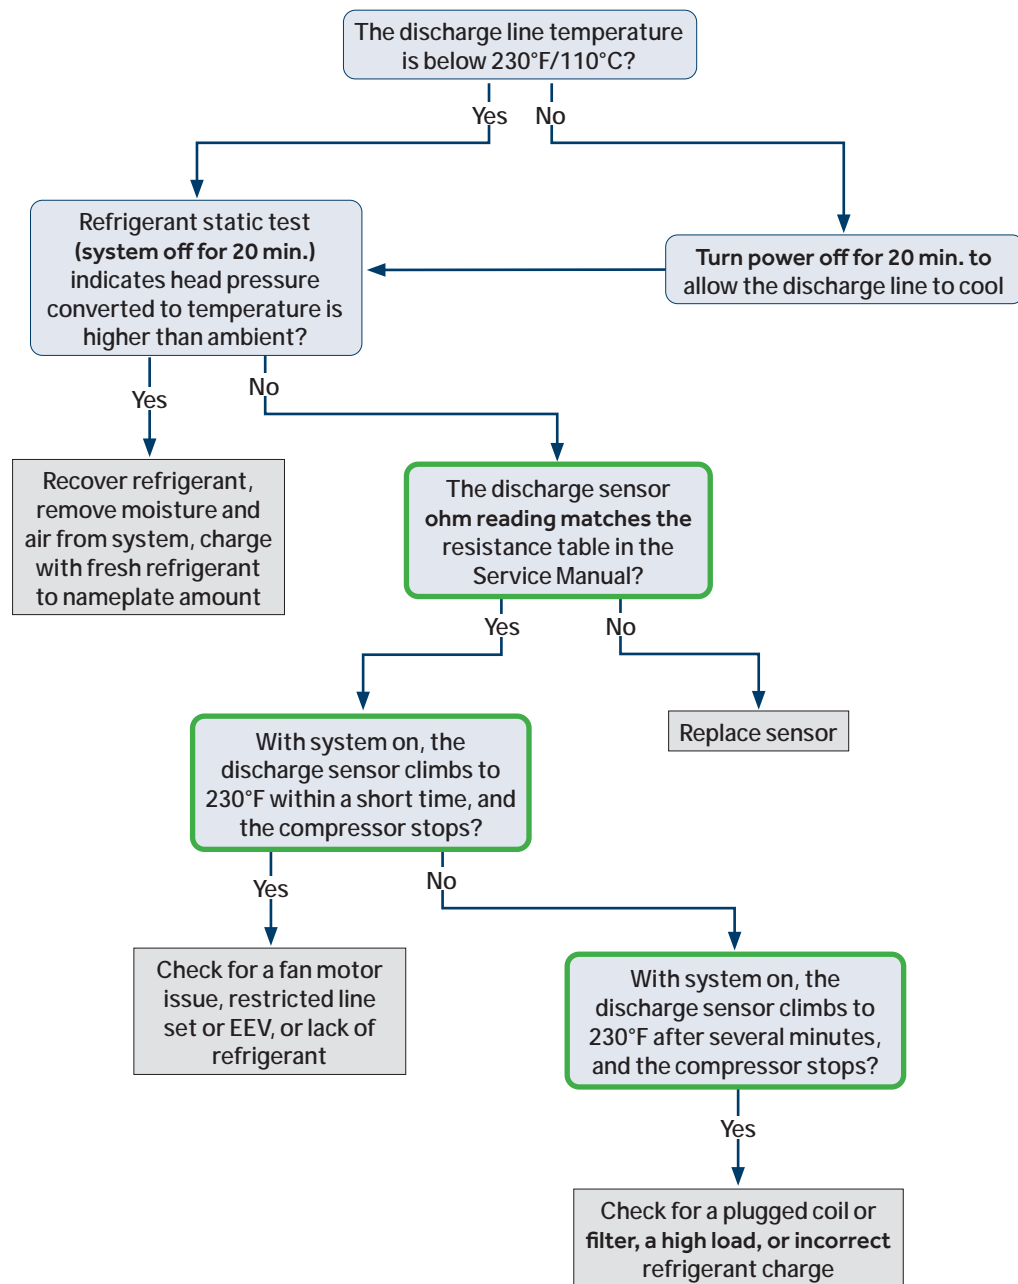 The discharge line temperature
is below 230°F/110°C?
Yes
No
Refrigerant static test
(system off for 20 min.)
indicates head pressure
converted to temperature is
higher than ambient?
Turn power off for 20 min. to
allow the discharge line to cool
Yes
No
Recover refrigerant,
remove moisture and
air from system, charge
with fresh refrigerant
to nameplate amount
The discharge sensor
ohm reading matches the
resistance table in the
Service Manual?
Yes
No
Replace sensor
With system on, the
discharge sensor climbs to
230°F within a short time, and
the compressor stops?
Yes
No
Check for a fan motor
issue, restricted line
set or EEV, or lack of
refrigerant
With system on, the
discharge sensor climbs to
230°F after several minutes,
and the compressor stops?
Yes
Check for a plugged coil or
filter, a high load, or incorrect
refrigerant charge